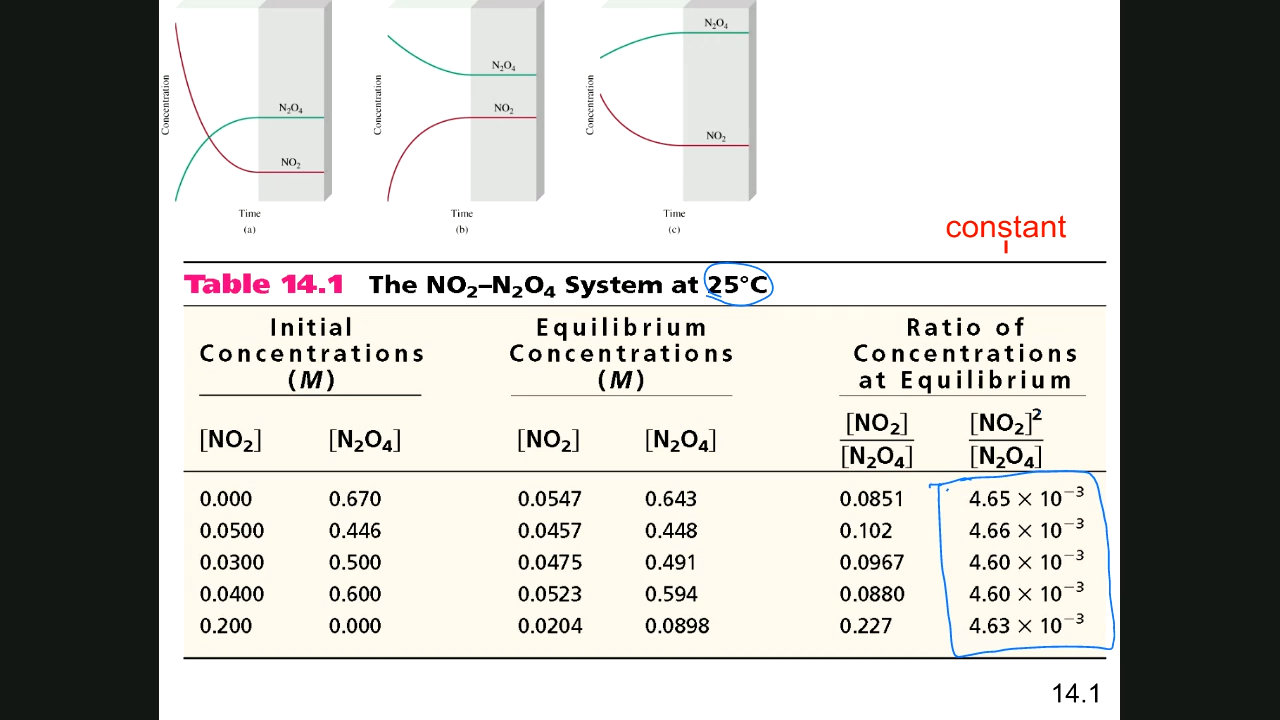 Concentration
N₂O₄
NO₂
Time
(a)
Concentration
N₂O₄
NO₂
Time
(b)
Concentration
N₂O₄
NO₂
Time
(c)
constant
Table 14.1 The NO₂–N₂O₄ System at 25°C
Initial Concentrations (M)
Equilibrium Concentrations (M)
Ratio of Concentrations at Equilibrium
[NO₂] [N₂O₄] [NO₂] [N₂O₄] [NO₂]/[N₂O₄] [NO₂]²/[N₂O₄]
0.000 0.670 0.0547 0.643 0.0851 4.65 × 10⁻³
0.0500 0.446 0.0457 0.448 0.102 4.66 × 10⁻³
0.0300 0.500 0.0475 0.491 0.0967 4.60 × 10⁻³
0.0400 0.600 0.0523 0.594 0.0880 4.60 × 10⁻³
0.200 0.000 0.0204 0.0898 0.227 4.63 × 10⁻³
14.1